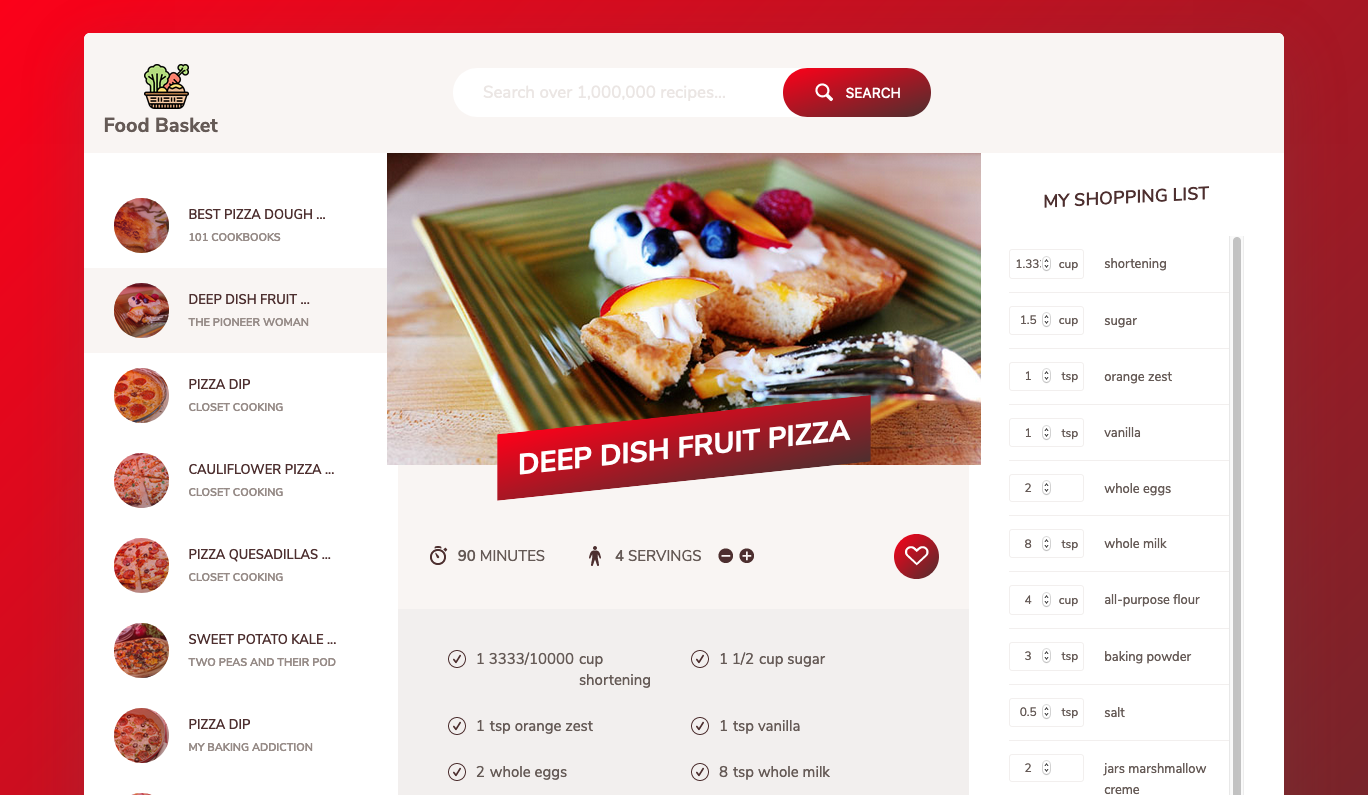 Food Basket
Search over 1,000,000 recipes...
SEARCH
BEST PIZZA DOUGH ...
101 COOKBOOKS
DEEP DISH FRUIT ...
THE PIONEER WOMAN
PIZZA DIP
CLOSET COOKING
CAULIFLOWER PIZZA ...
CLOSET COOKING
PIZZA QUESADILLAS ...
CLOSET COOKING
SWEET POTATO KALE ...
TWO PEAS AND THEIR POD
PIZZA DIP
MY BAKING ADDICTION
DEEP DISH FRUIT PIZZA
90 MINUTES
4 SERVINGS
1 3333/10000 cup
shortening
1 1/2 cup sugar
1 tsp orange zest
1 tsp vanilla
2 whole eggs
8 tsp whole milk
MY SHOPPING LIST
1.33 cup shortening
1.5 cup sugar
1 tsp orange zest
1 tsp vanilla
2 whole eggs
8 tsp whole milk
4 cup all-purpose flour
3 tsp baking powder
0.5 tsp salt
2 jars marshmallow
creme